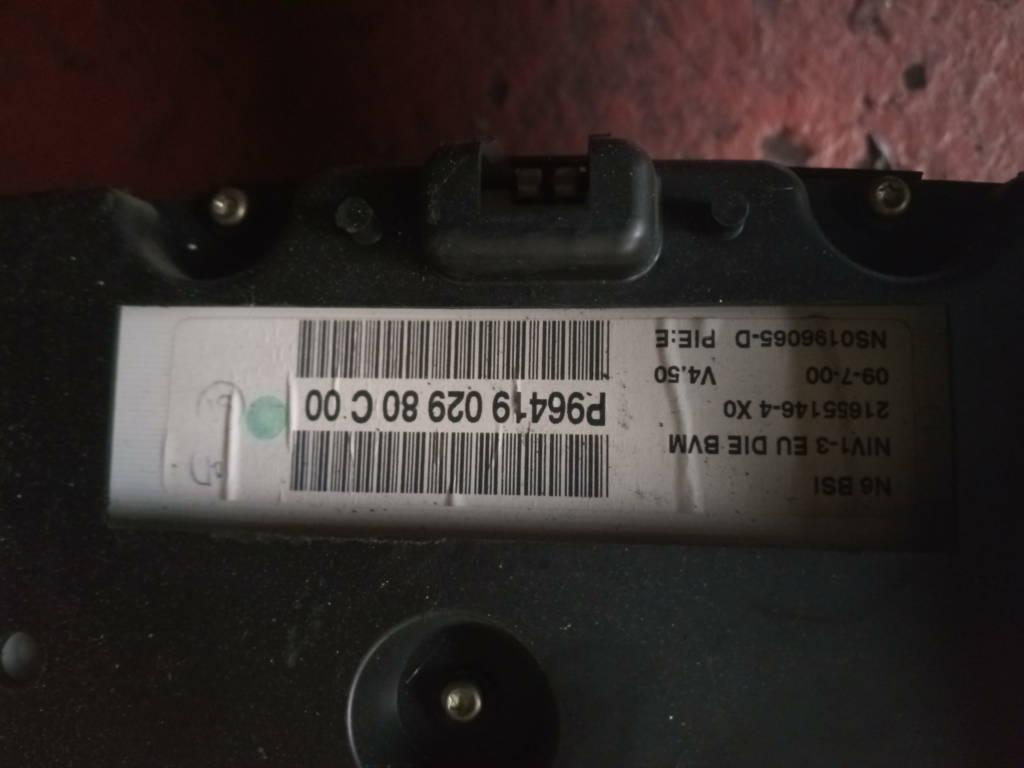 N6 BSI
NIV1-3 EU DIE BVM
21655146-4 X0
09-7-00 V4.50
NS0196065-D PIE:E
P96419 029 80 C 00